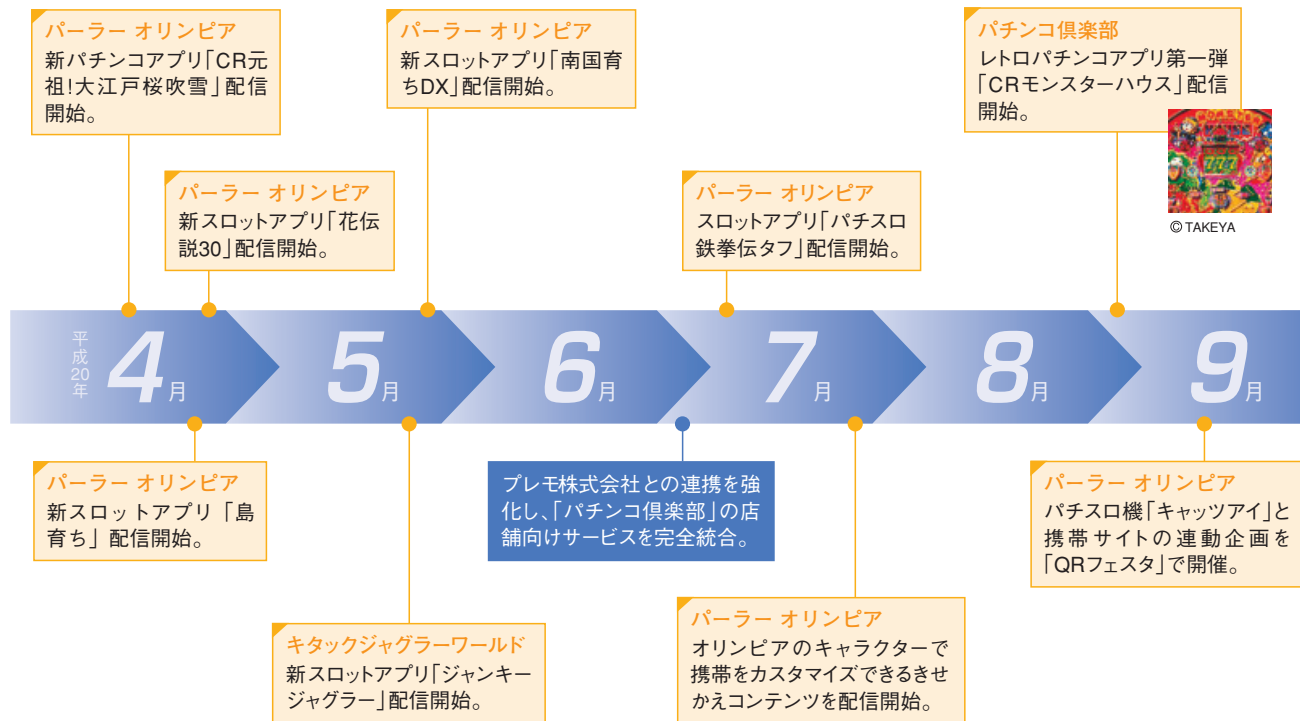 パーラー オリンピア
新パチンコアプリ「CR元
祖!大江戸桜吹雪」配信
開始。
パーラー オリンピア
新スロットアプリ「南国育
ちDX」配信開始。
パチンコ倶楽部
レトロパチンコアプリ第一弾
「CRモンスターハウス」配信
開始。
© TAKEYA
パーラー オリンピア
新スロットアプリ「花伝
説30」配信開始。
パーラー オリンピア
スロットアプリ「パチスロ
鉄拳伝タフ」配信開始。
平成20年
4月
5月
6月
7月
8月
9月
パーラー オリンピア
新スロットアプリ「島
育ち」配信開始。
プレモ株式会社との連携を強
化し、「パチンコ倶楽部」の店
舗向けサービスを完全統合。
パーラー オリンピア
パチスロ機「キャッツアイ」と
携帯サイトの連動企画を
「QRフェスタ」で開催。
キタックジャグラーワールド
新スロットアプリ「ジャンキー
ジャグラー」配信開始。
パーラー オリンピア
オリンピアのキャラクターで
携帯をカスタマイズできるきせ
かえコンテンツを配信開始。